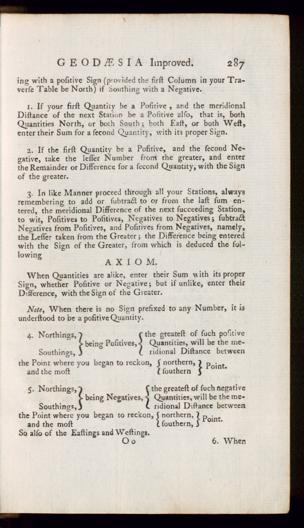 GEODÆSIA Improved. 287
ing with a poſitive Sign (provided the firſt Column in your Tra-
verſe Table be North) if Southing with a Negative.
1. If your firſt Quantity be a Poſitive, and the meridional
Diſtance of the next Station be a Poſitive alſo, that is, both
Quantities North, or both South; both Eaſt, or both Weſt,
enter their Sum for a ſecond Quantity, with its proper Sign.
2. If the firſt Quantity be a Poſitive, and the ſecond Ne-
gative, take the leſſer Number from the greater, and enter
the Remainder or Difference for a ſecond Quantity, with the Sign
of the greater.
3. In like Manner proceed through all your Stations, always
remembering to add or ſubtract to or from the laſt ſum en-
tered, the meridional Difference of the next ſucceeding Station,
to wit, Poſitives to Poſitives, Negatives to Negatives; ſubtract
Negatives from Poſitives, and Poſitives from Negatives, namely,
the Leſſer taken from the Greater; the Difference being entered
with the Sign of the Greater, from which is deduced the fol-
lowing
AXIOM.
When Quantities are alike, enter their Sum with its proper
Sign, whether Poſitive or Negative; but if unlike, enter their
Difference, with the Sign of the Greater.
Note, When there is no Sign prefixed to any Number, it is
underſtood to be a poſitive Quantity.
4. Northings, } being Poſitives, { the greateſt of ſuch poſitive
Quantities, will be the me-
Southings, ridional Diſtance between
the Point where you began to reckon, { northern, } Point.
and the moſt { ſouthern
5. Northings, } being Negatives, { the greateſt of ſuch negative
Quantities, will be the me-
Southings, ridional Diſtance between
the Point where you began to reckon, { northern, } Point.
and the moſt { ſouthern,
So alſo of the Eaſtings and Weſtings.
O o 6. When